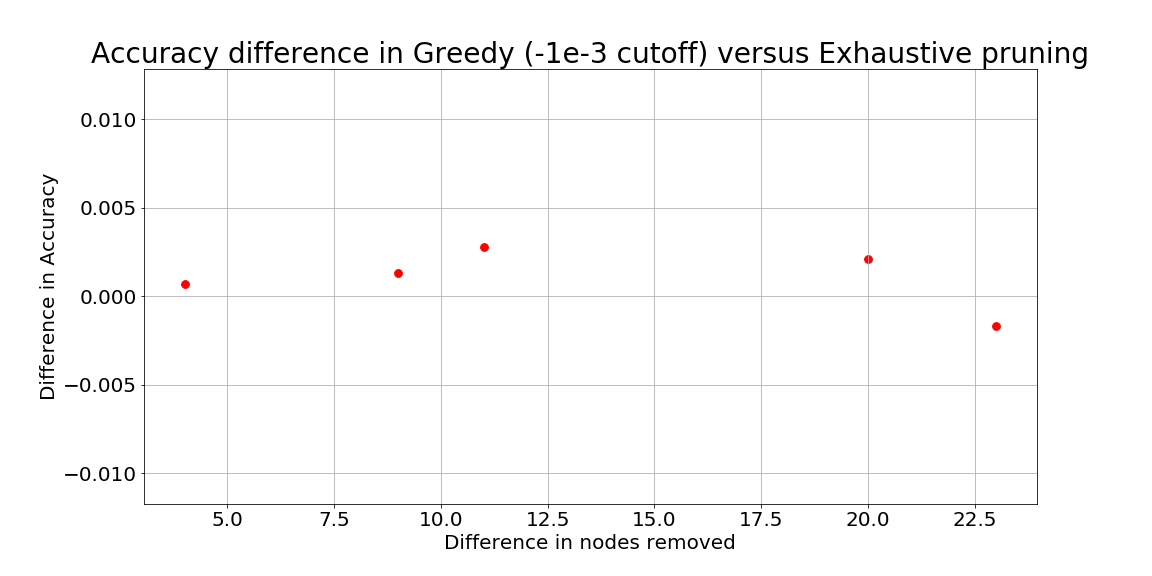 Accuracy difference in Greedy (-1e-3 cutoff) versus Exhaustive pruning
0.010
0.005
0.000
−0.005
−0.010
Difference in Accuracy
5.0 7.5 10.0 12.5 15.0 17.5 20.0 22.5
Difference in nodes removed